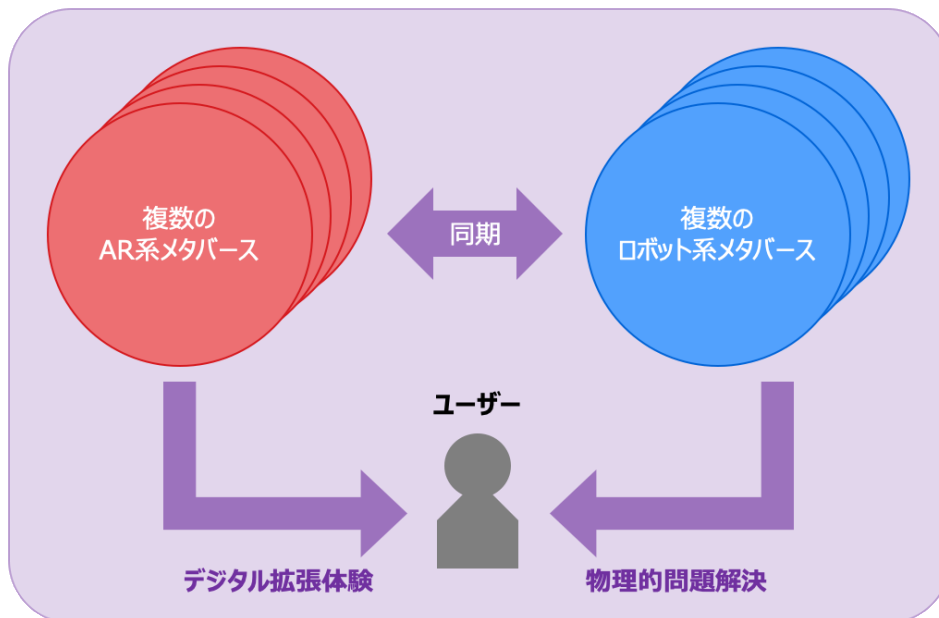 複数の
AR系メタバース
同期
複数の
ロボット系メタバース
ユーザー
デジタル拡張体験
物理的問題解決